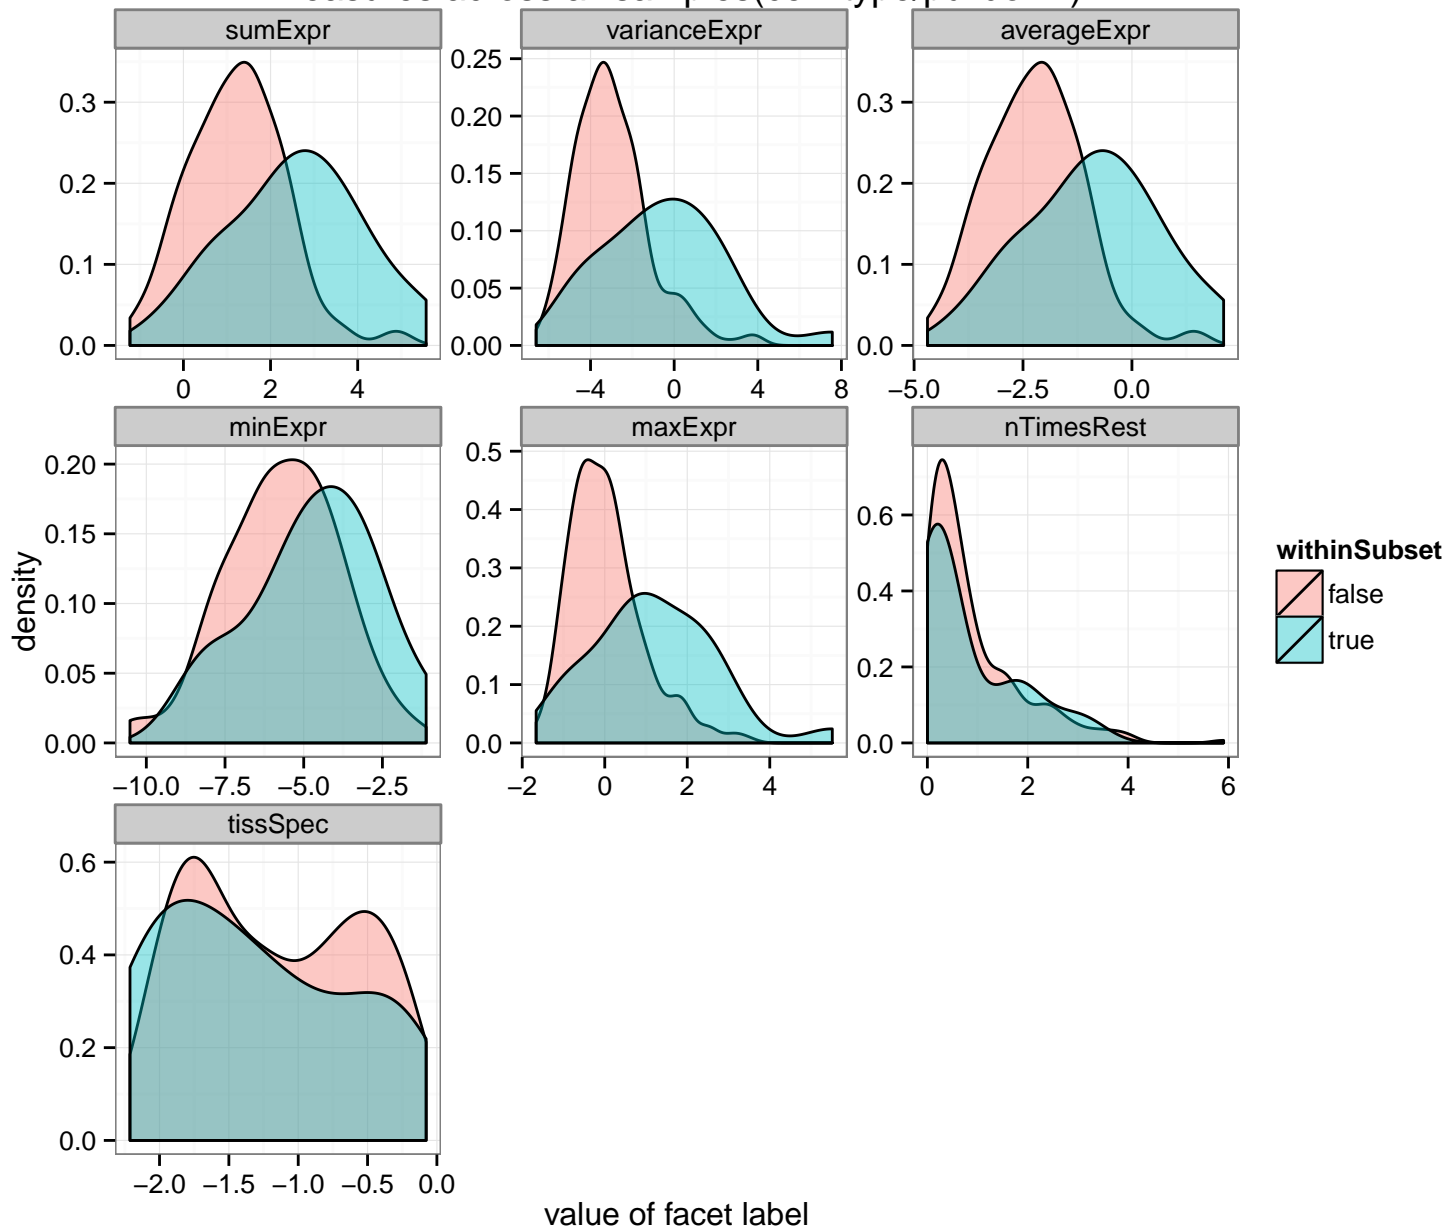 sumExpr varianceExpr averageExpr
0.3 0.2 0.1 0.0
0 2 4
0.25 0.20 0.15 0.10 0.05 0.00
−4 0 4 8
0.3 0.2 0.1 0.0
−5.0 −2.5 0.0
minExpr maxExpr nTimesRest
0.20 0.15 0.10 0.05 0.00
−10.0 −7.5 −5.0 −2.5
0.5 0.4 0.3 0.2 0.1 0.0
−2 0 2 4
0.6 0.4 0.2 0.0
0 2 4 6
tissSpec
0.6 0.4 0.2 0.0
−2.0 −1.5 −1.0 −0.5 0.0
density
value of facet label
withinSubset
false
true